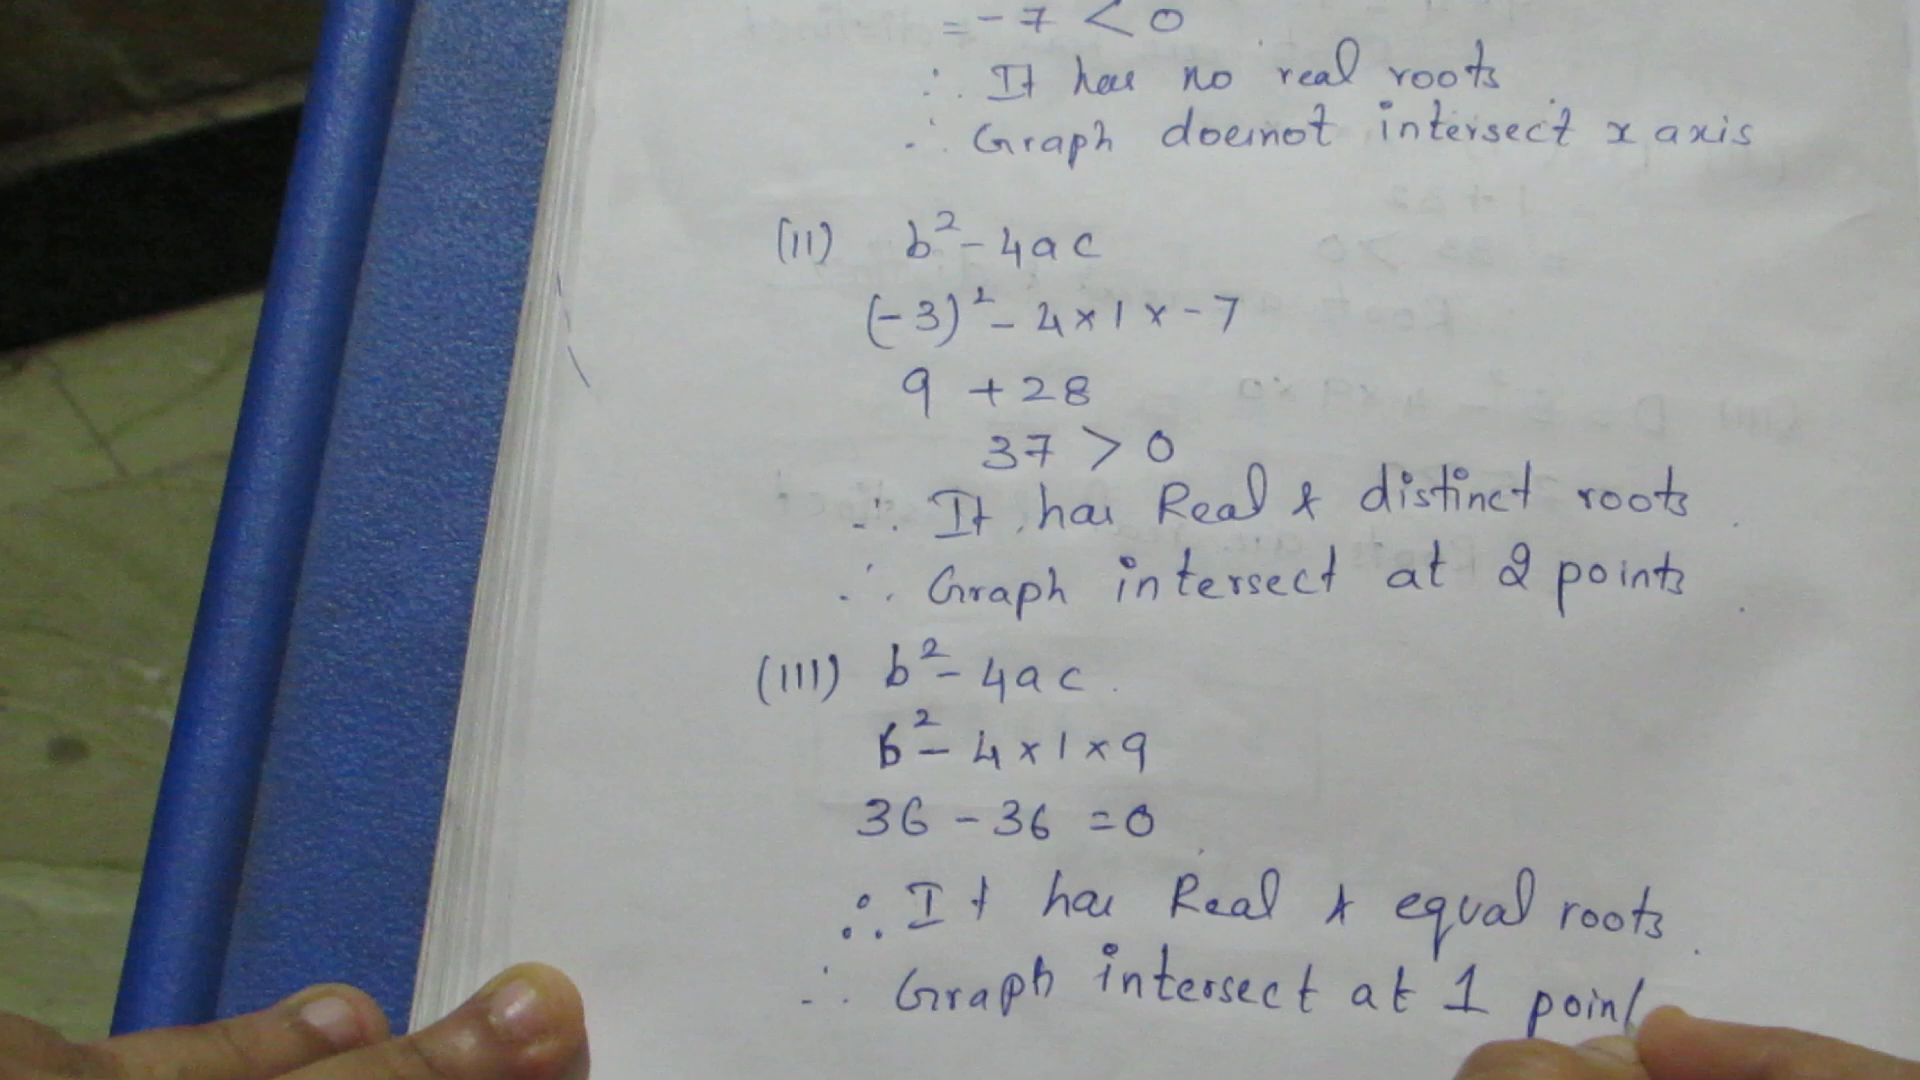 = - 7 < 0
∴ It has no real roots
∴ Graph doesnot intersect x axis
(11) b² - 4ac
(-3)² - 4 × 1 × - 7
9 + 28
37 > 0
∴ It has Real & distinct roots.
∴ Graph intersect at 2 points.
(111) b² - 4ac.
6² - 4 × 1 × 9
36 - 36 = 0
∴ It has Real & equal roots.
∴ Graph intersect at 1 point